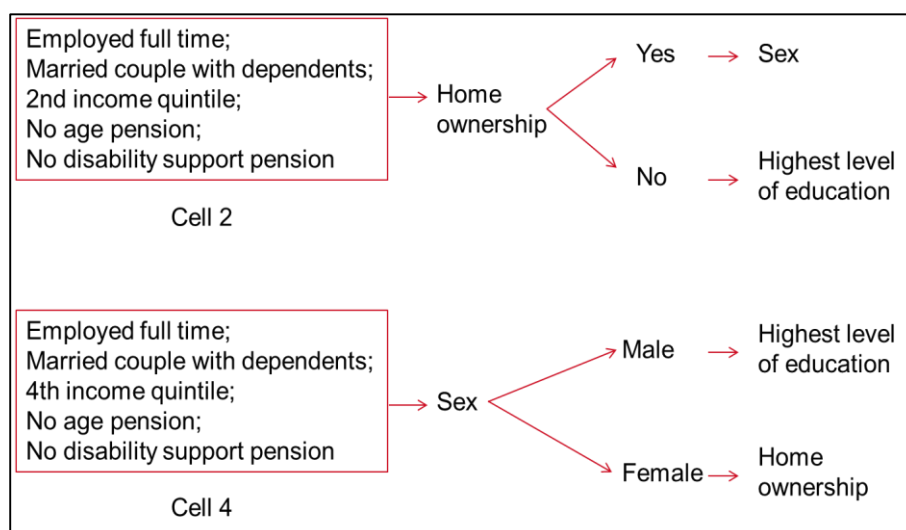 Employed full time;
Married couple with dependents;
2nd income quintile;
No age pension;
No disability support pension
Cell 2
Home
ownership
Yes
Sex
No
Highest level
of education
Employed full time;
Married couple with dependents;
4th income quintile;
No age pension;
No disability support pension
Cell 4
Sex
Male
Highest level
of education
Female
Home
ownership